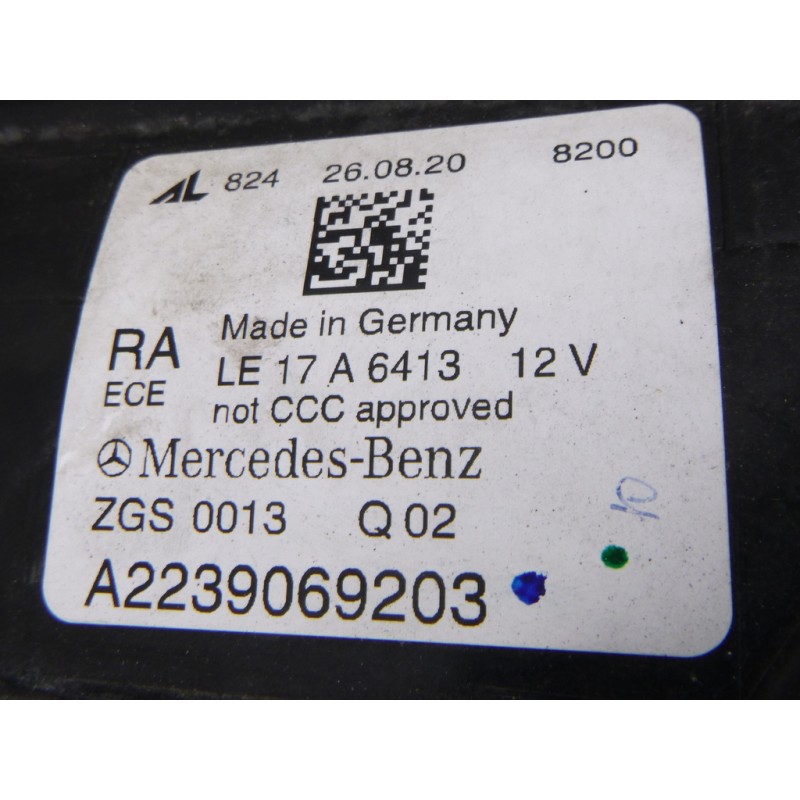 AL 824 26.08.20 8200
Made in Germany
RA LE 17 A 6413 12 V
ECE not CCC approved
Mercedes-Benz
ZGS 0013 Q 02
10
A2239069203